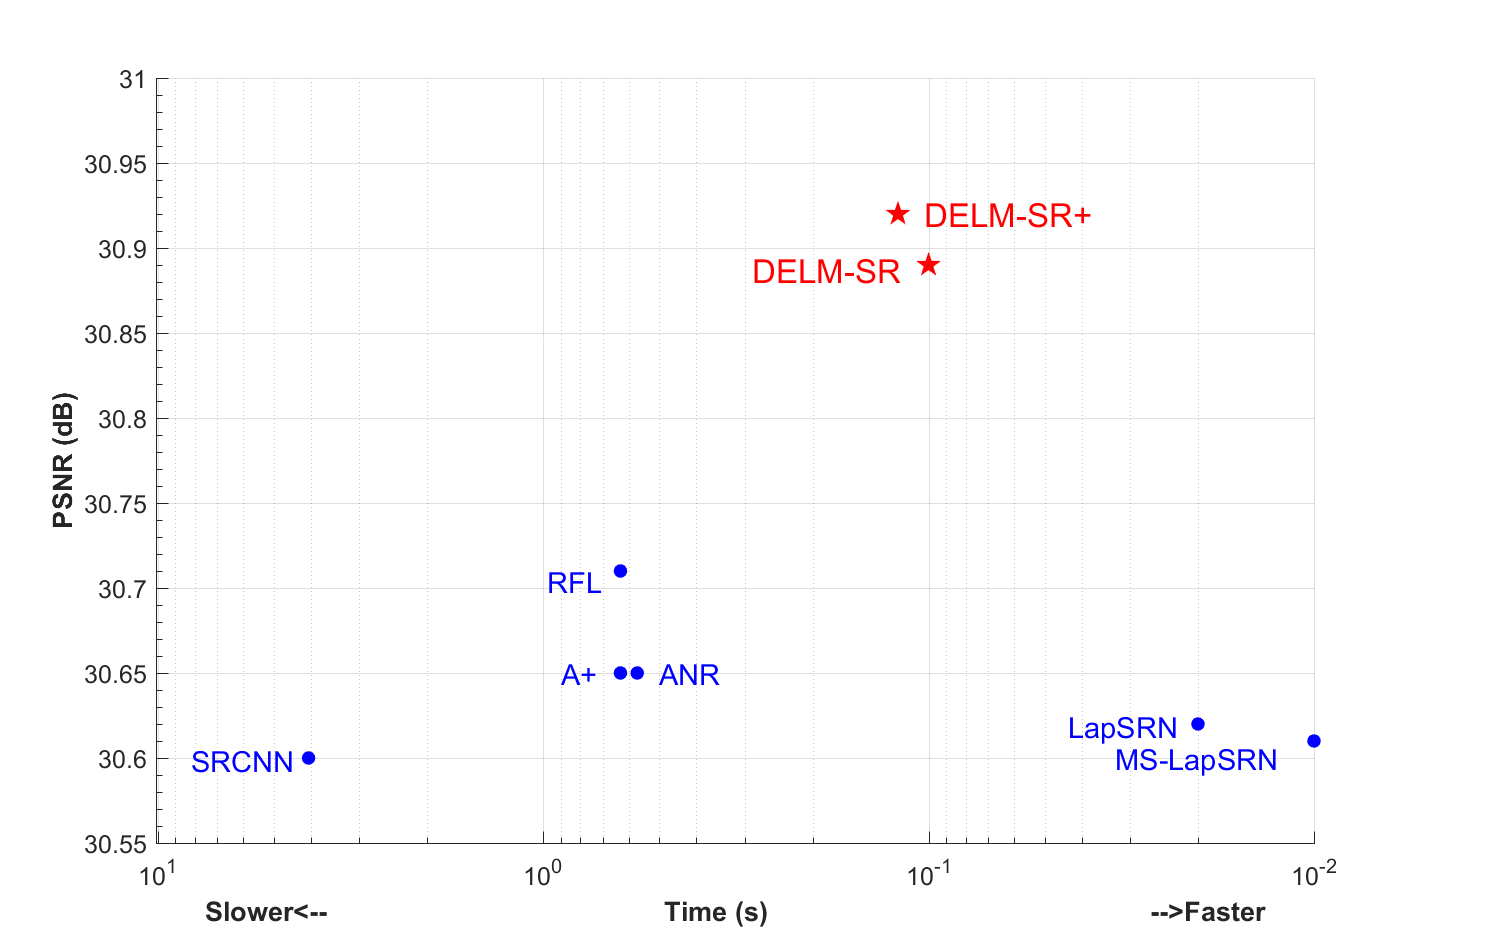 31
30.95
30.9
30.85
30.8
30.75
30.7
30.65
30.6
30.55
PSNR (dB)
DELM-SR+
DELM-SR
RFL
A+
ANR
LapSRN
MS-LapSRN
SRCNN
10^1
10^0
10^-1
10^-2
Slower<--
Time (s)
-->Faster